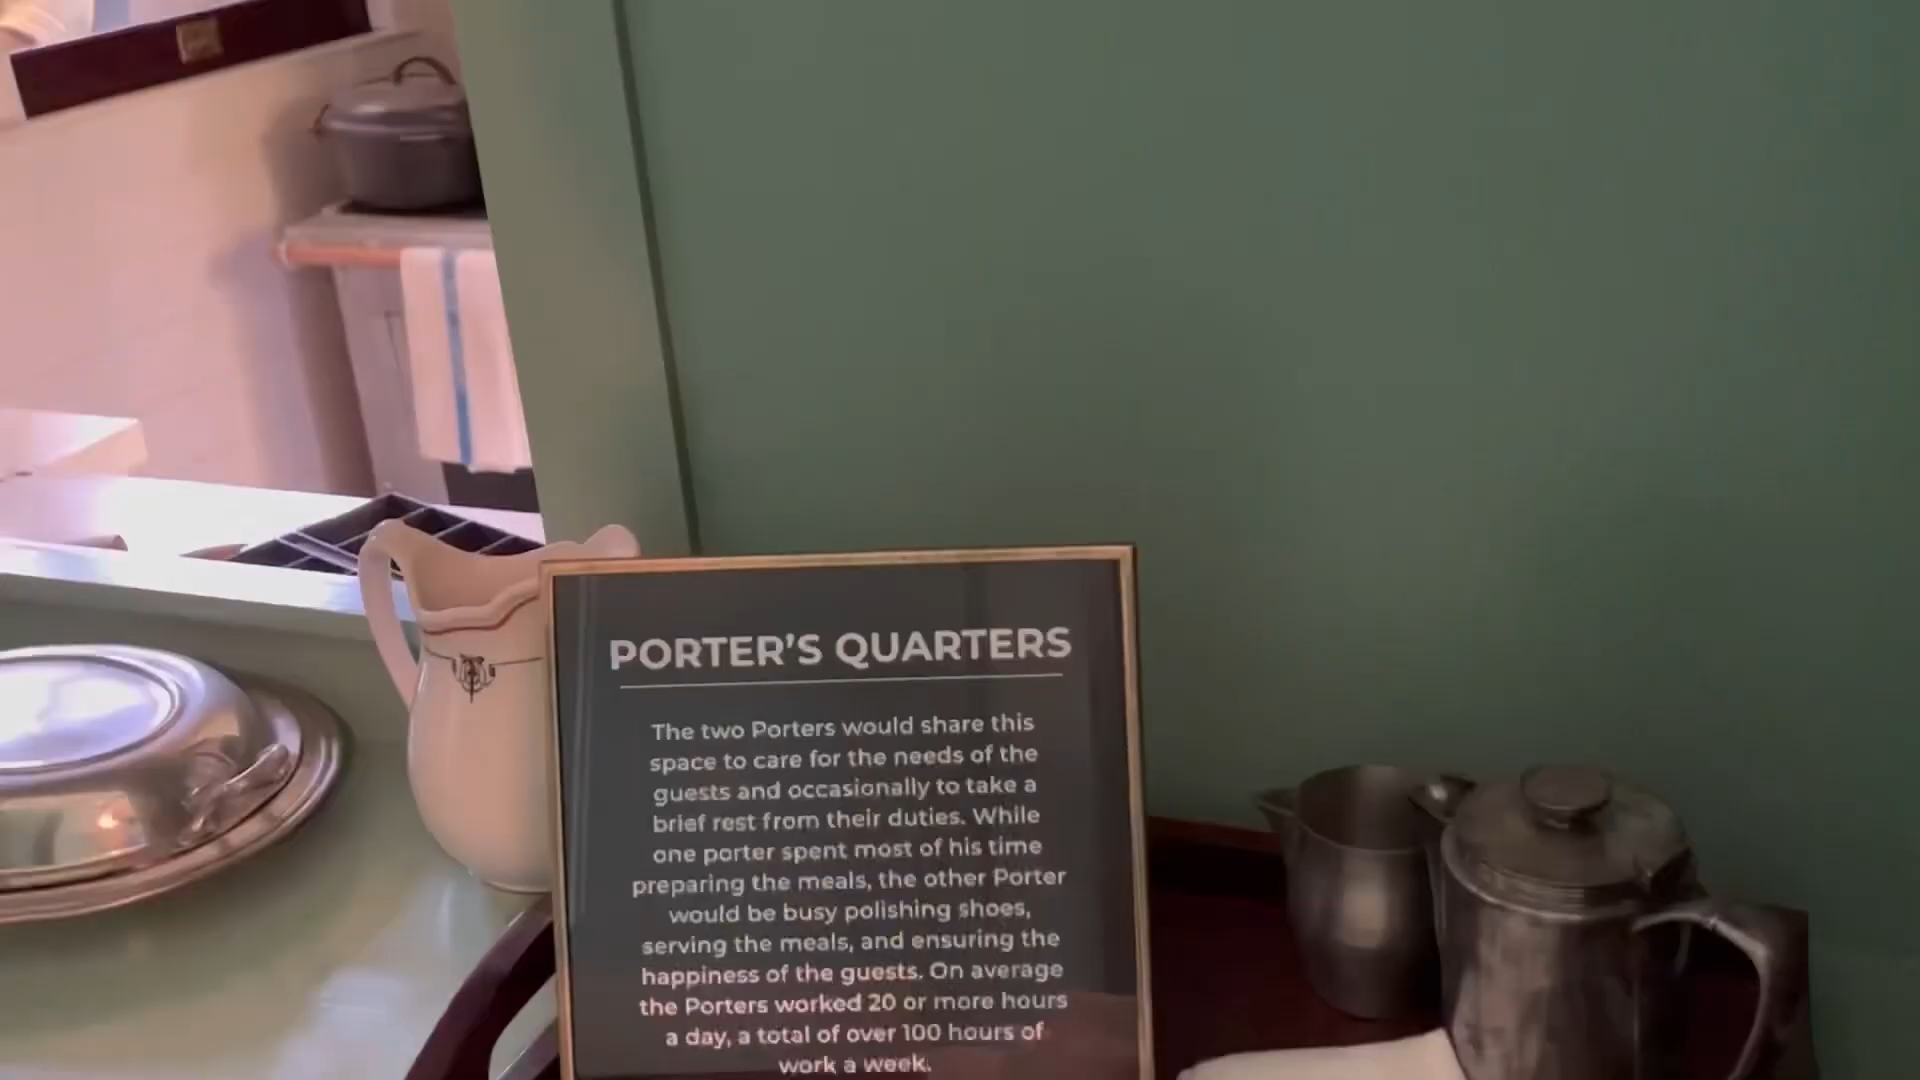 PORTER'S QUARTERS
The two Porters would share this
space to care for the needs of the
guests and occasionally to take a
brief rest from their duties. While
one porter spent most of his time
preparing the meals, the other Porter
would be busy polishing shoes,
serving the meals, and ensuring the
happiness of the guests. On average
the Porters worked 20 or more hours
a day, a total of over 100 hours of
work a week.